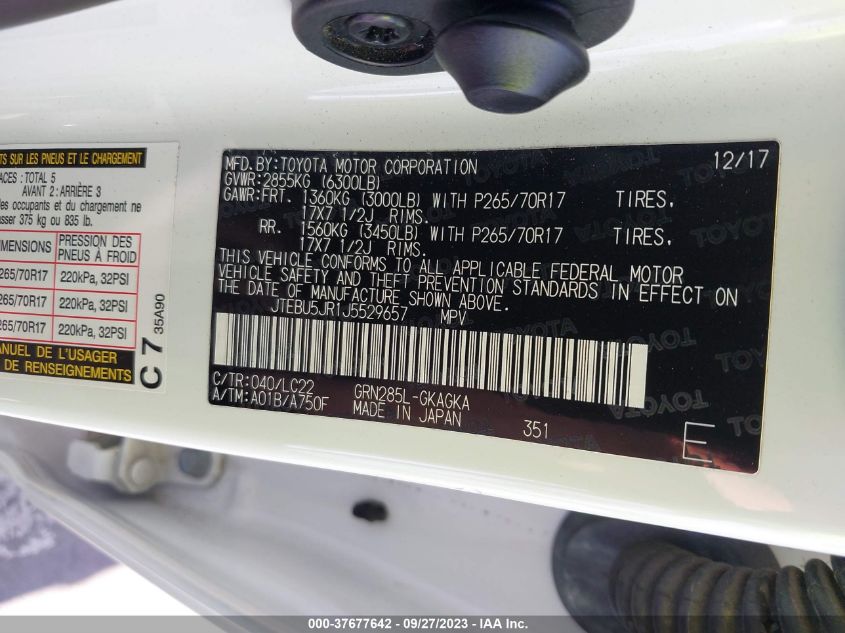 TS SUR LES PNEUS ET LE CHARGEMENT
ACES: TOTAL 5
AVANT 2: ARRIÈRE 3
les occupants et du chargement ne
asser 375 kg ou 835 lb.
DIMENSIONS PRESSION DES PNEUS À FROID
265/70R17 220kPa, 32PSI
265/70R17 220kPa, 32PSI
265/70R17 220kPa, 32PSI
MANUEL DE L'USAGER
DE RENSEIGNEMENTS
C7 35A90
MFD.BY:TOYOTA MOTOR CORPORATION 12/17
GVWR:2855KG (6300LB)
GAWR:FRT. 1360KG (3000LB) WITH P265/70R17 TIRES.
17X7 1/2J RIMS.
RR. 1560KG (3450LB) WITH P265/70R17 TIRES.
17X7 1/2J RIMS.
THIS VEHICLE CONFORMS TO ALL APPLICABLE FEDERAL MOTOR
VEHICLE SAFETY AND THEFT PREVENTION STANDARDS IN EFFECT ON
THE DATE OF MANUFACTURE SHOWN ABOVE.
JTEBU5JR1J5529657 MPV
C/TR:040/LC22 GRN285L-GKAGKA
A/TM:A01B/A750F MADE IN JAPAN 351
E
000-37677642 / 09/27/2023 - IAA Inc.